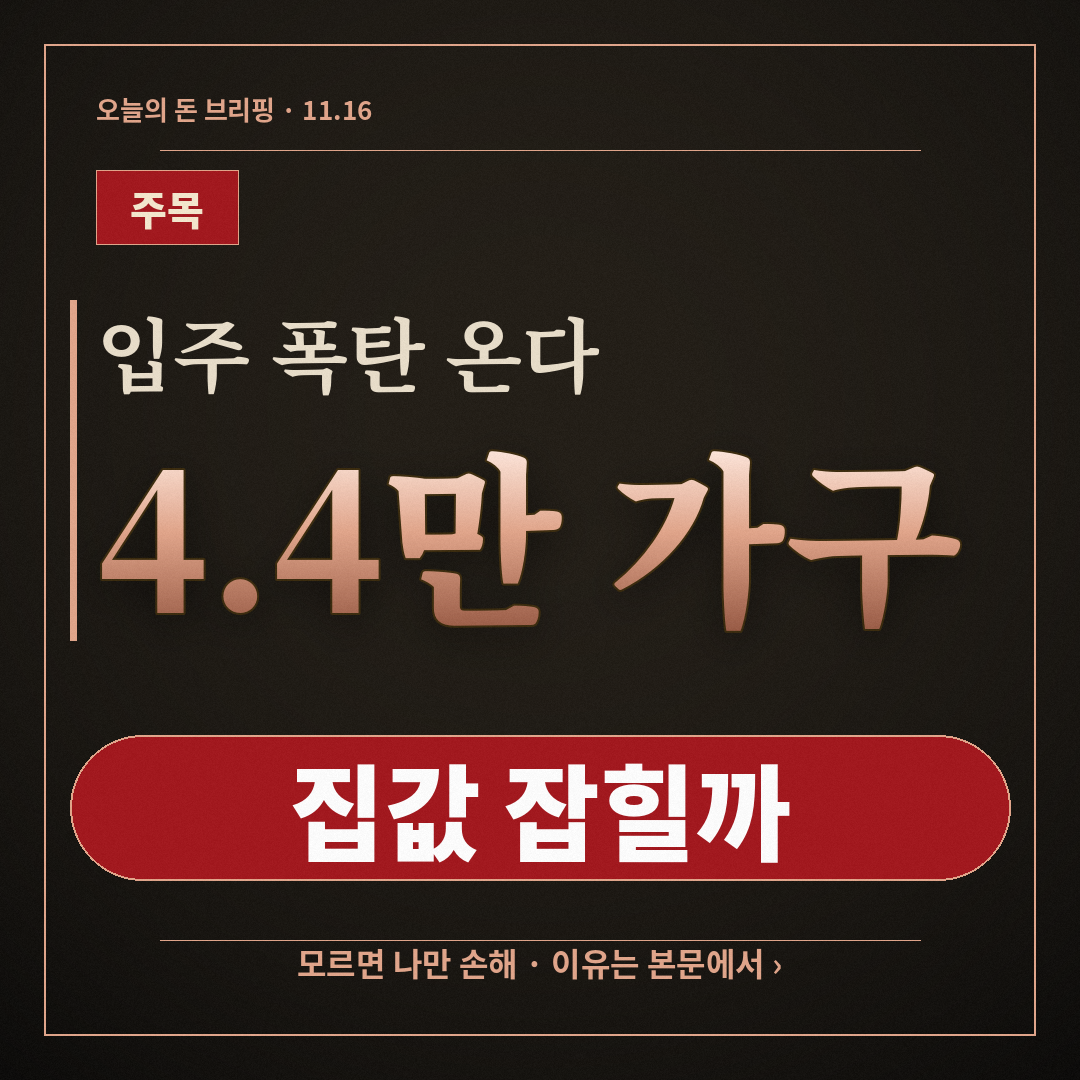 오늘의 돈 브리핑 · 11.16
주목
입주 폭탄 온다
4.4만 가구
집값 잡힐까
모르면 나만 손해 · 이유는 본문에서 ›